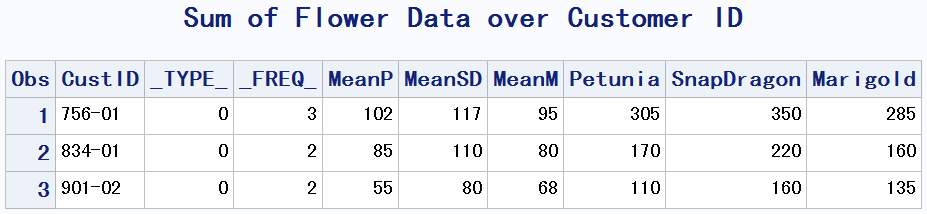 Sum of Flower Data over Customer ID
Obs CustID _TYPE_ _FREQ_ MeanP MeanSD MeanM Petunia SnapDragon Marigold
1 756-01 0 3 102 117 95 305 350 285
2 834-01 0 2 85 110 80 170 220 160
3 901-02 0 2 55 80 68 110 160 135